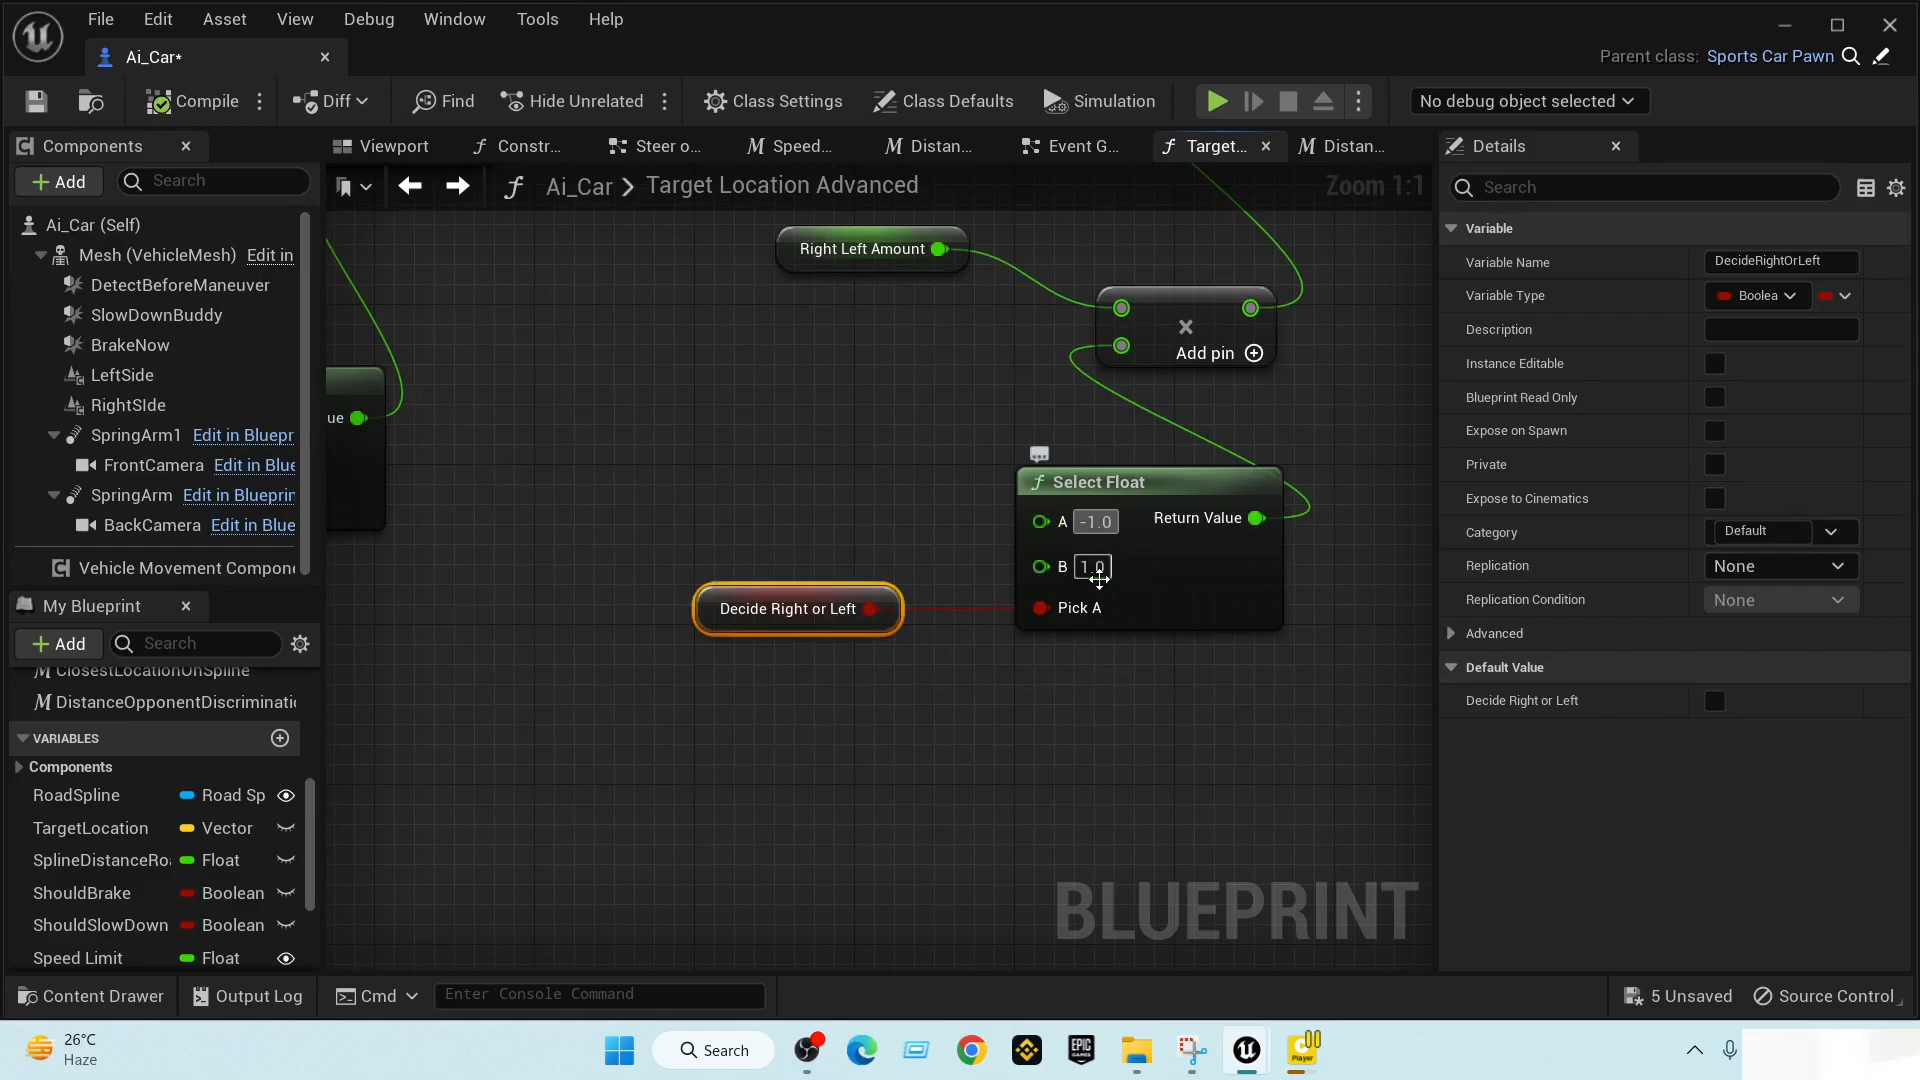 File Edit Asset View Debug Window Tools Help
Ai_Car*
Parent class: Sports Car Pawn
Compile Diff Find Hide Unrelated Class Settings Class Defaults Simulation No debug object selected
Components
Viewport Constr... Steer o... Speed... Distan... Event G... Target... Distan...
Details
Add Search
Ai_Car > Target Location Advanced Zoom 1:1
Search
Ai_Car (Self)
Mesh (VehicleMesh) Edit in
DetectBeforeManeuver
SlowDownBuddy
BrakeNow
LeftSide
RightSIde
SpringArm1 Edit in Bluepr
FrontCamera Edit in Blue
SpringArm Edit in Blueprin
BackCamera Edit in Blue
Vehicle Movement Compone
My Blueprint
Add Search
ClosestLocationOnSpline
DistanceOpponentDiscriminati
VARIABLES
Components
RoadSpline Road Sp
TargetLocation Vector
SplineDistanceRoa Float
ShouldBrake Boolean
ShouldSlowDown Boolean
Speed Limit Float
Right Left Amount
Add pin
ue
Select Float
A -1.0 Return Value
B 1.0
Decide Right or Left
Pick A
BLUEPRINT
Variable
Variable Name DecideRightOrLeft
Variable Type Boolea
Description
Instance Editable
Blueprint Read Only
Expose on Spawn
Private
Expose to Cinematics
Category Default
Replication None
Replication Condition None
Advanced
Default Value
Decide Right or Left
Content Drawer Output Log Cmd Enter Console Command 5 Unsaved Source Control
26°C
Haze
Search
EPIC
GAMES
Player